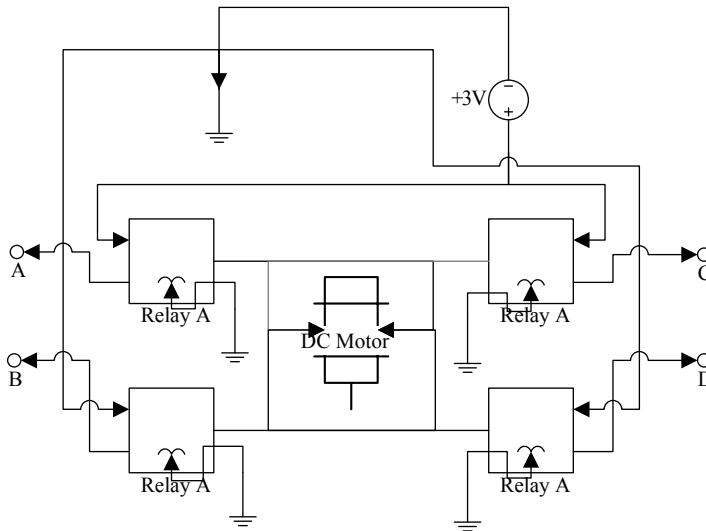 +3V
−
+
A
Relay A
Relay A
C
DC Motor
B
D
Relay A
Relay A